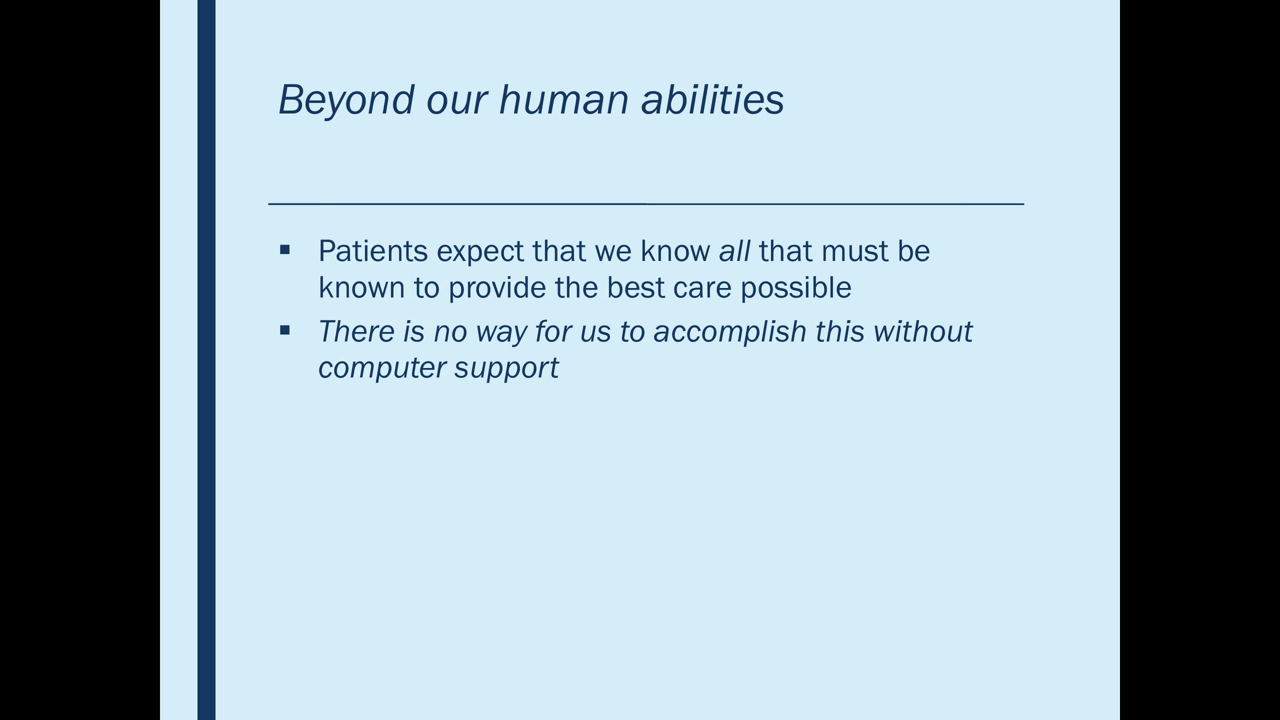 Beyond our human abilities
▪ Patients expect that we know all that must be
known to provide the best care possible
▪ There is no way for us to accomplish this without
computer support